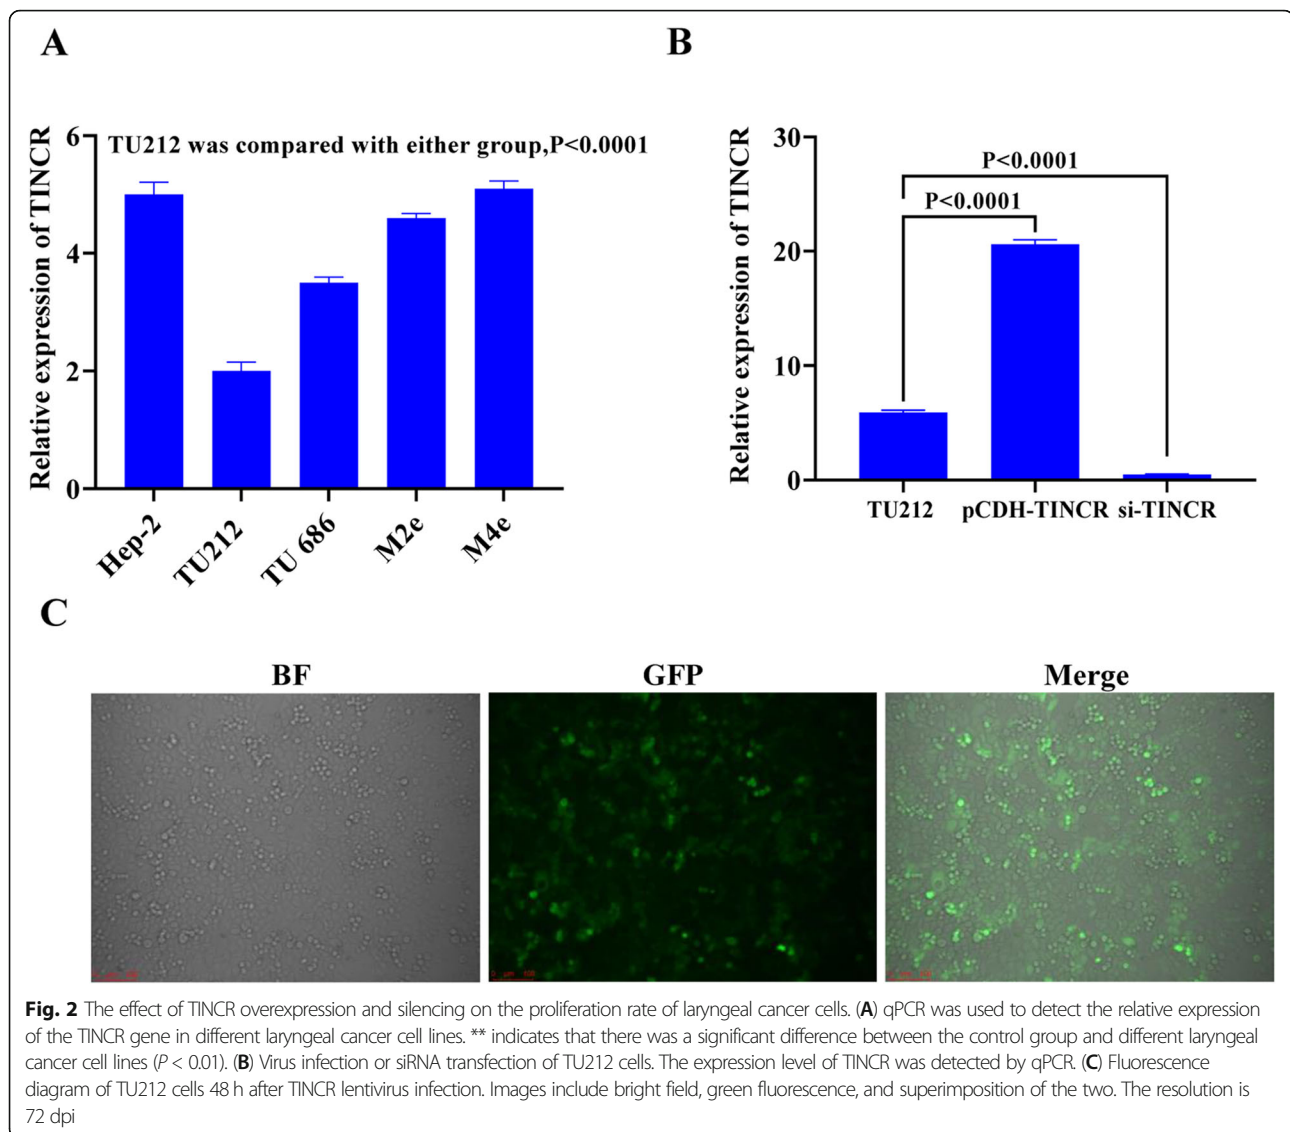 A
B
Relative expression of TINCR
6
4
2
0
TU212 was compared with either group,P<0.0001
Hep-2
TU212
TU 686
M2e
M4e
Relative expression of TINCR
30
20
10
0
P<0.0001
P<0.0001
TU212
pCDH-TINCR
si-TINCR
C
BF
GFP
Merge
Fig. 2 The effect of TINCR overexpression and silencing on the proliferation rate of laryngeal cancer cells. (A) qPCR was used to detect the relative expression
of the TINCR gene in different laryngeal cancer cell lines. ** indicates that there was a significant difference between the control group and different laryngeal
cancer cell lines (P < 0.01). (B) Virus infection or siRNA transfection of TU212 cells. The expression level of TINCR was detected by qPCR. (C) Fluorescence
diagram of TU212 cells 48 h after TINCR lentivirus infection. Images include bright field, green fluorescence, and superimposition of the two. The resolution is
72 dpi